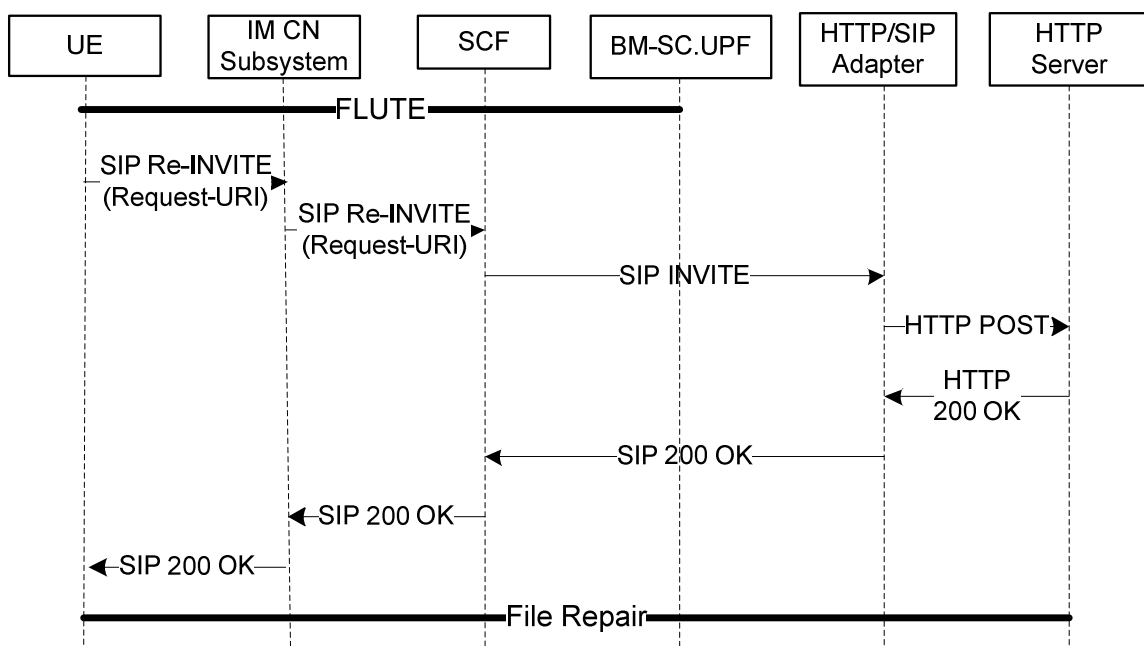 UE
IM CN
Subsystem
SCF
BM-SC.UPF
HTTP/SIP
Adapter
HTTP
Server
FLUTE
SIP Re-INVITE
(Request-URI)
SIP Re-INVITE
(Request-URI)
SIP INVITE
HTTP POST
HTTP
200 OK
SIP 200 OK
SIP 200 OK
SIP 200 OK
File Repair